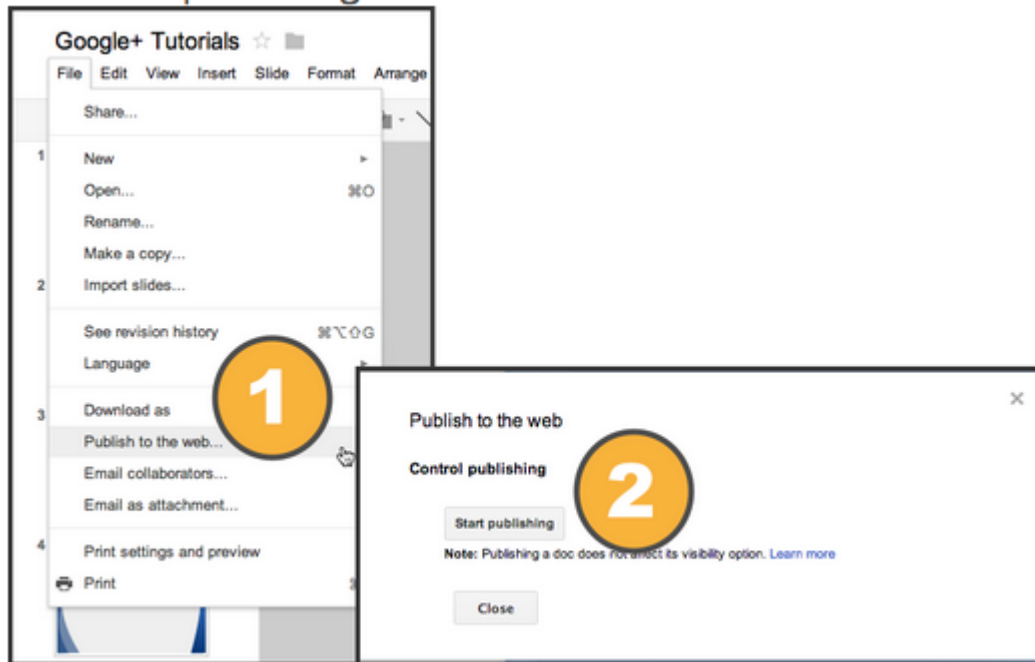 Google+ Tutorials
File Edit View Insert Slide Format Arrange
Share...
1
New
Open... ⌘O
Rename...
Make a copy...
2
Import slides...
See revision history ⌘⌥⇧G
Language
1
3
Download as
Publish to the web...
Email collaborators...
Email as attachment...
4
Print settings and preview
Print
Publish to the web
Control publishing
2
Start publishing
Note: Publishing a doc does not affect its visibility option. Learn more
Close